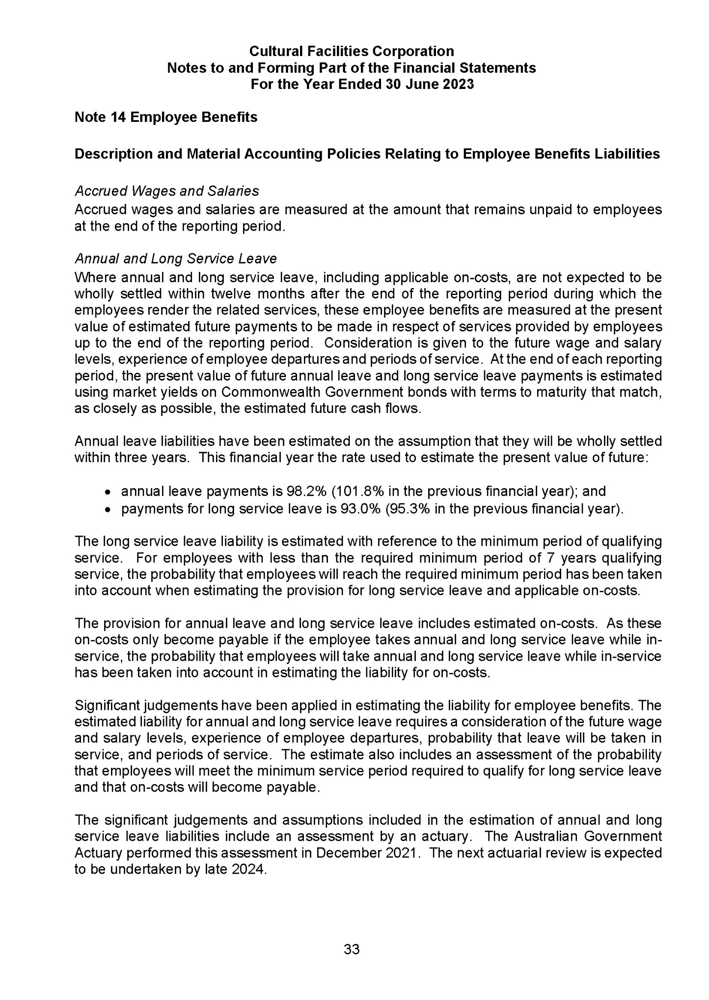 Cultural Facilities Corporation
Notes to and Forming Part of the Financial Statements
For the Year Ended 30 June 2023
Note 14 Employee Benefits
Description and Material Accounting Policies Relating to Employee Benefits Liabilities
Accrued Wages and Salaries
Accrued wages and salaries are measured at the amount that remains unpaid to employees
at the end of the reporting period.
Annual and Long Service Leave
Where annual and long service leave, including applicable on-costs, are not expected to be
wholly settled within twelve months after the end of the reporting period during which the
employees render the related services, these employee benefits are measured at the present
value of estimated future payments to be made in respect of services provided by employees
up to the end of the reporting period. Consideration is given to the future wage and salary
levels, experience of employee departures and periods of service. At the end of each reporting
period, the present value of future annual leave and long service leave payments is estimated
using market yields on Commonwealth Government bonds with terms to maturity that match,
as closely as possible, the estimated future cash flows.
Annual leave liabilities have been estimated on the assumption that they will be wholly settled
within three years. This financial year the rate used to estimate the present value of future:
• annual leave payments is 98.2% (101.8% in the previous financial year); and
• payments for long service leave is 93.0% (95.3% in the previous financial year).
The long service leave liability is estimated with reference to the minimum period of qualifying
service. For employees with less than the required minimum period of 7 years qualifying
service, the probability that employees will reach the required minimum period has been taken
into account when estimating the provision for long service leave and applicable on-costs.
The provision for annual leave and long service leave includes estimated on-costs. As these
on-costs only become payable if the employee takes annual and long service leave while in-
service, the probability that employees will take annual and long service leave while in-service
has been taken into account in estimating the liability for on-costs.
Significant judgements have been applied in estimating the liability for employee benefits. The
estimated liability for annual and long service leave requires a consideration of the future wage
and salary levels, experience of employee departures, probability that leave will be taken in
service, and periods of service. The estimate also includes an assessment of the probability
that employees will meet the minimum service period required to qualify for long service leave
and that on-costs will become payable.
The significant judgements and assumptions included in the estimation of annual and long
service leave liabilities include an assessment by an actuary. The Australian Government
Actuary performed this assessment in December 2021. The next actuarial review is expected
to be undertaken by late 2024.
33